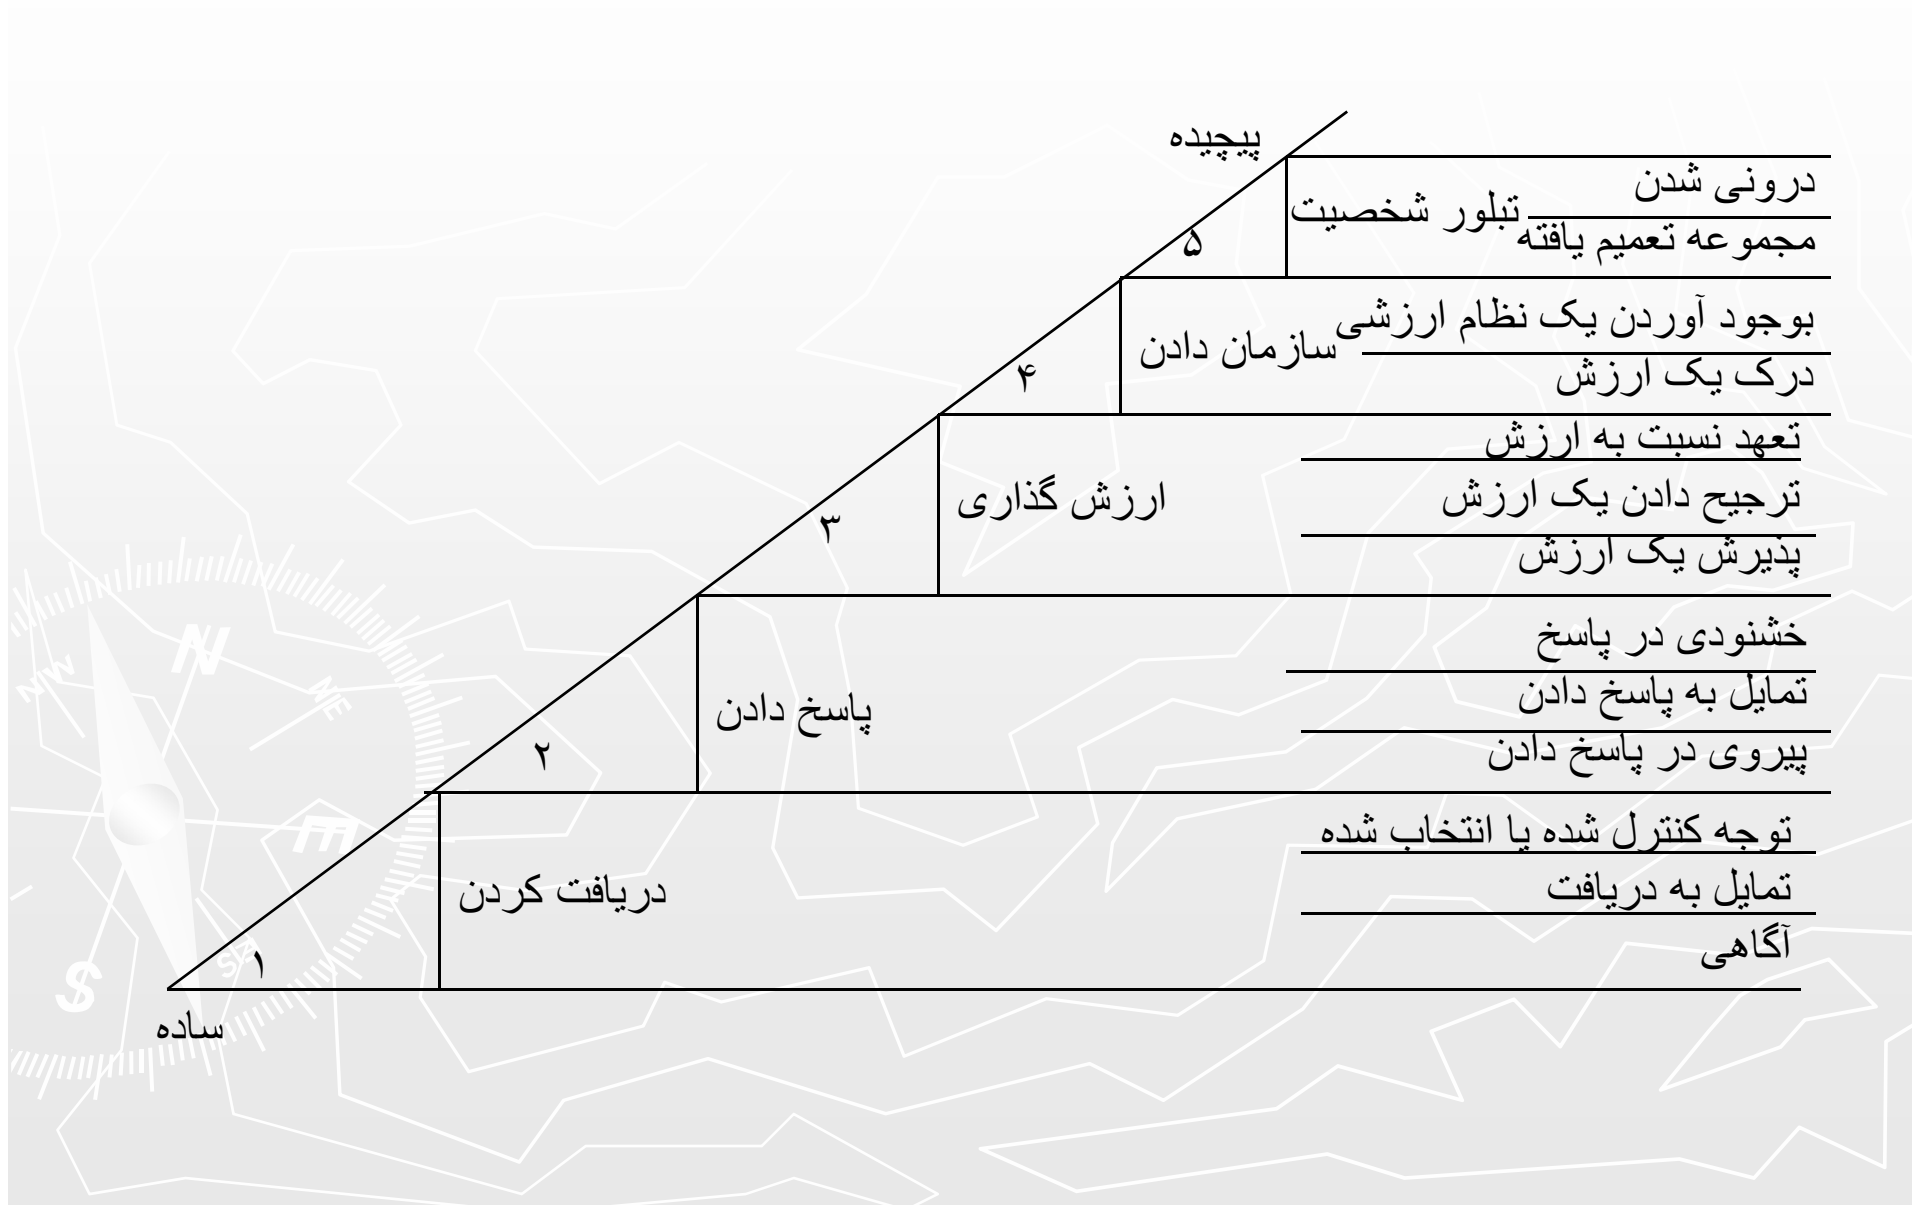 پیچیده
درونی شدن
تبلور شخصیت
مجموعه تعمیم یافته
۵
بوجود آوردن یک نظام ارزشی
سازمان دادن
درک یک ارزش
۴
تعهد نسبت به ارزش
ترجیح دادن یک ارزش
ارزش گذاری
پذیرش یک ارزش
۳
خشنودی در پاسخ
تمایل به پاسخ دادن
پاسخ دادن
پیروی در پاسخ دادن
۲
توجه کنترل شده یا انتخاب شده
تمایل به دریافت
دریافت کردن
آگاهی
۱
ساده
N
NW
NE
E
SE
S